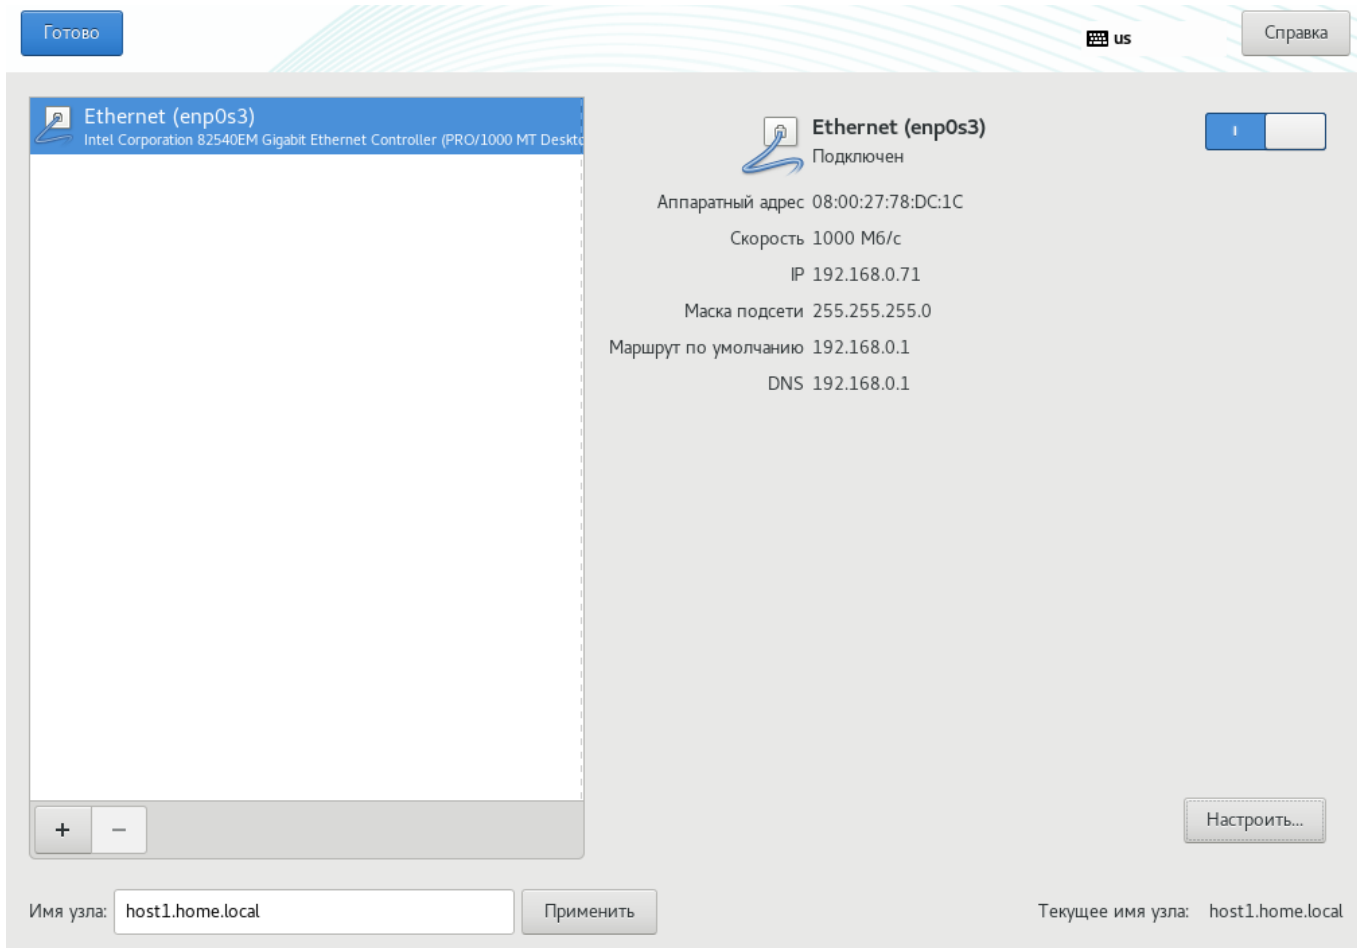 Готово
us
Справка
Ethernet (enp0s3)
Intel Corporation 82540EM Gigabit Ethernet Controller (PRO/1000 MT Deskto
Ethernet (enp0s3)
Подключен
Аппаратный адрес 08:00:27:78:DC:1C
Скорость 1000 Мб/с
IP 192.168.0.71
Маска подсети 255.255.255.0
Маршрут по умолчанию 192.168.0.1
DNS 192.168.0.1
+ −
Настроить...
Имя узла: host1.home.local Применить
Текущее имя узла: host1.home.local